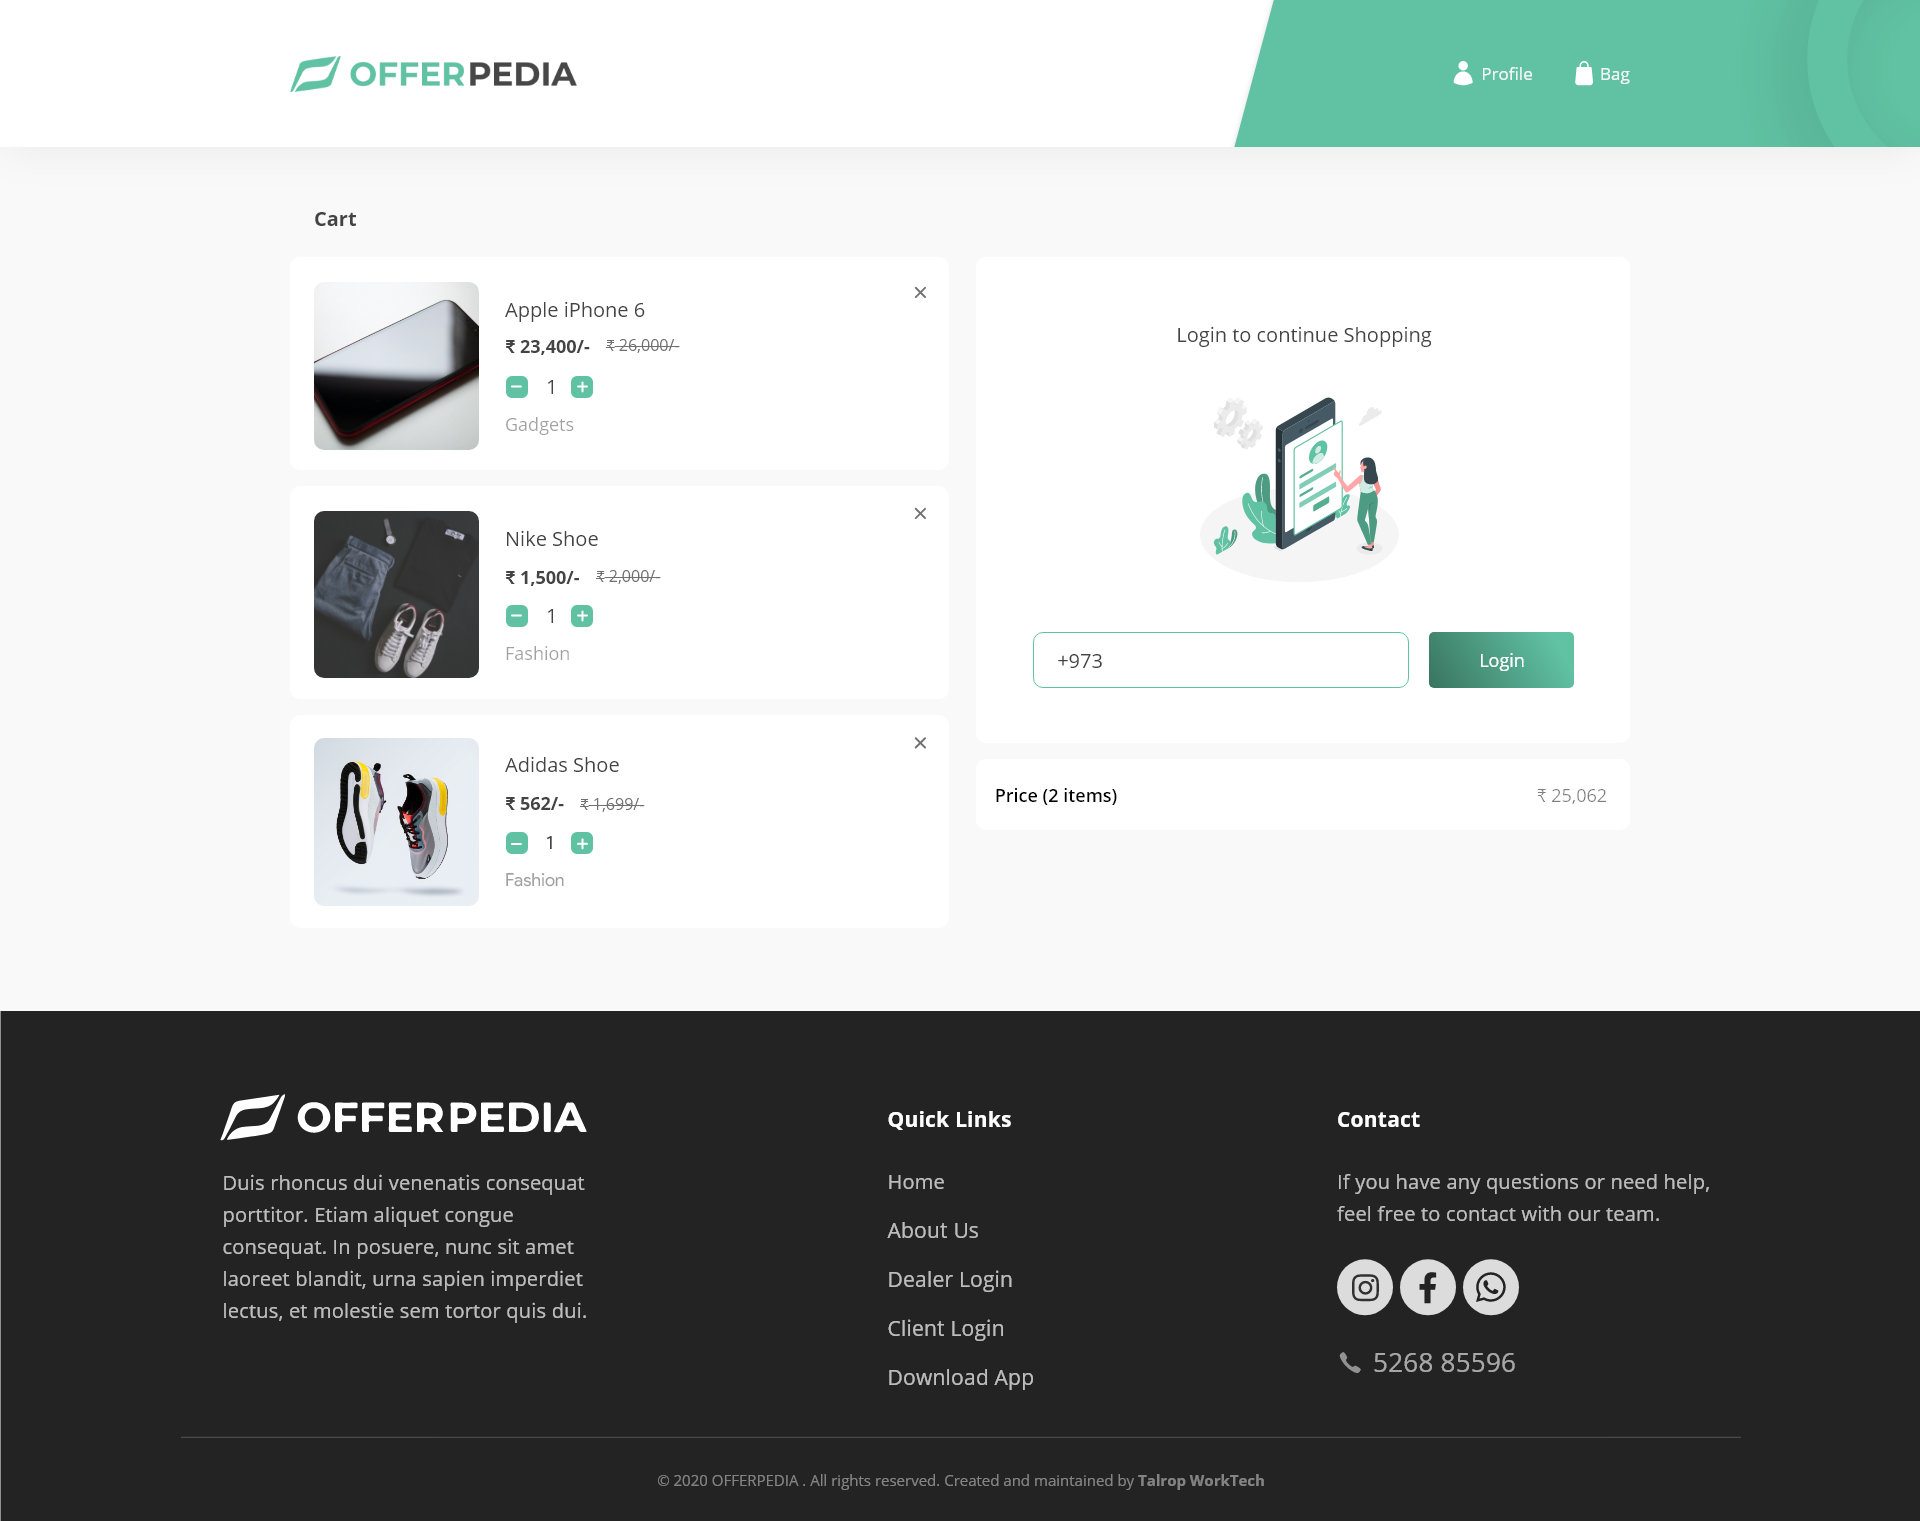 OFFERPEDIA
Profile
Bag
Cart
Apple iPhone 6
₹ 23,400/- ₹ 26,000/-
1
Gadgets
Nike Shoe
₹ 1,500/- ₹ 2,000/-
1
Fashion
Adidas Shoe
₹ 562/- ₹ 1,699/-
1
Fashion
Login to continue Shopping
+973
Login
Price (2 items) ₹ 25,062
OFFERPEDIA
Duis rhoncus dui venenatis consequat
porttitor. Etiam aliquet congue
consequat. In posuere, nunc sit amet
laoreet blandit, urna sapien imperdiet
lectus, et molestie sem tortor quis dui.
Quick Links
Home
About Us
Dealer Login
Client Login
Download App
Contact
If you have any questions or need help,
feel free to contact with our team.
5268 85596
© 2020 OFFERPEDIA . All rights reserved. Created and maintained by Talrop WorkTech